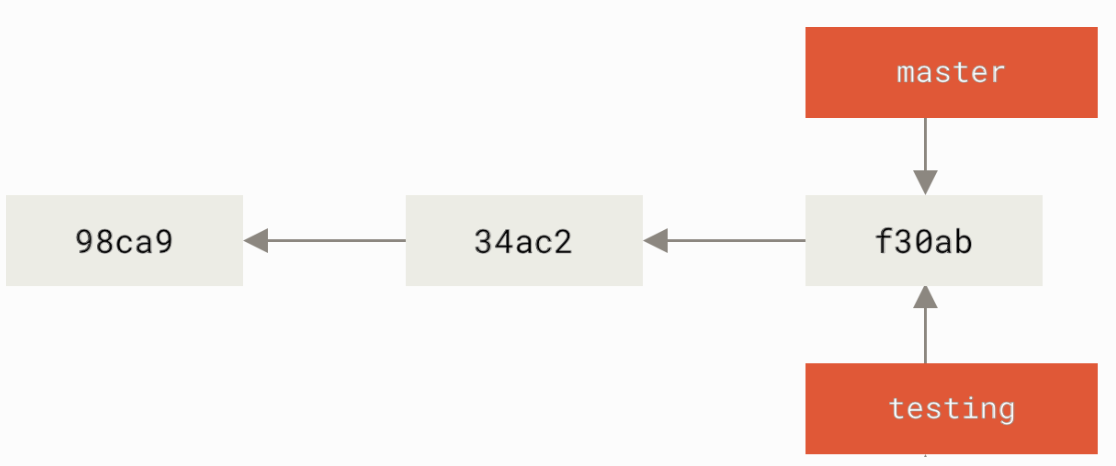 master
98ca9
34ac2
f30ab
testing